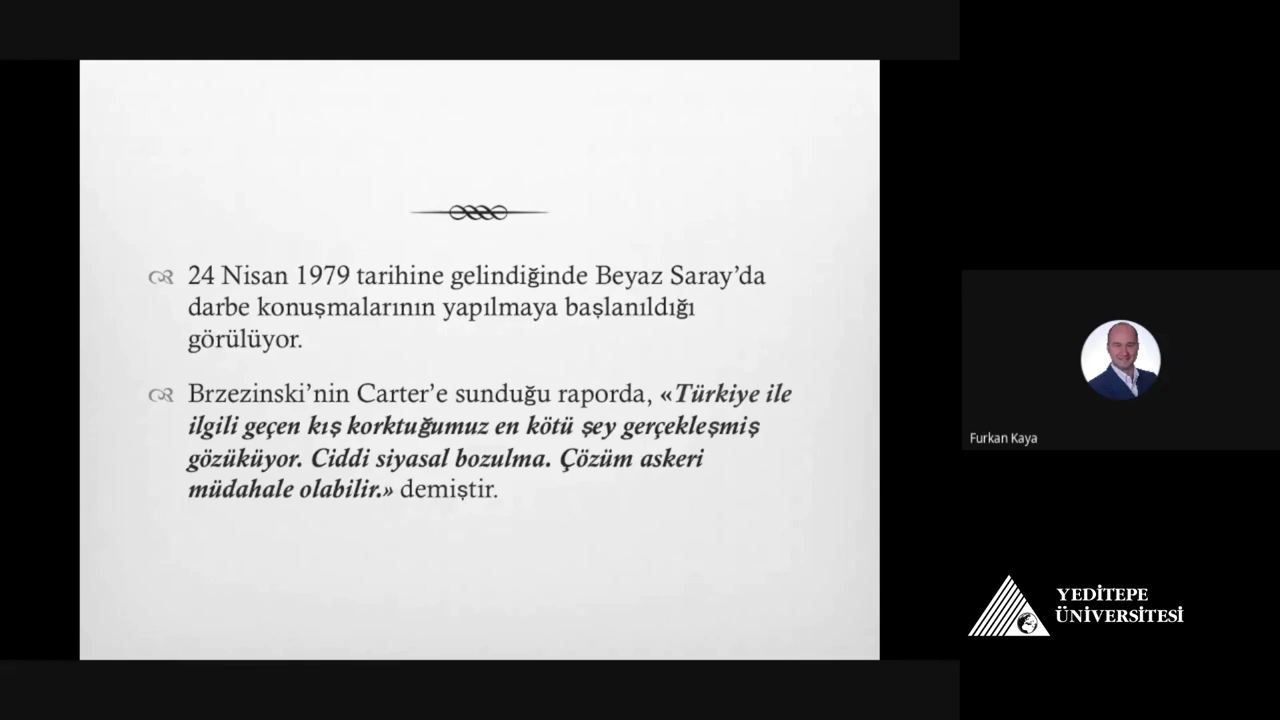 24 Nisan 1979 tarihine gelindiğinde Beyaz Saray’da
darbe konuşmalarının yapılmaya başlanıldığı
görülüyor.
Brzezinski’nin Carter’e sunduğu raporda, «Türkiye ile
ilgili geçen kış korktuğumuz en kötü şey gerçekleşmiş
gözüküyor. Ciddi siyasal bozulma. Çözüm askeri
müdahale olabilir.» demiştir.
Furkan Kaya
YEDİTEPE
ÜNİVERSİTESİ